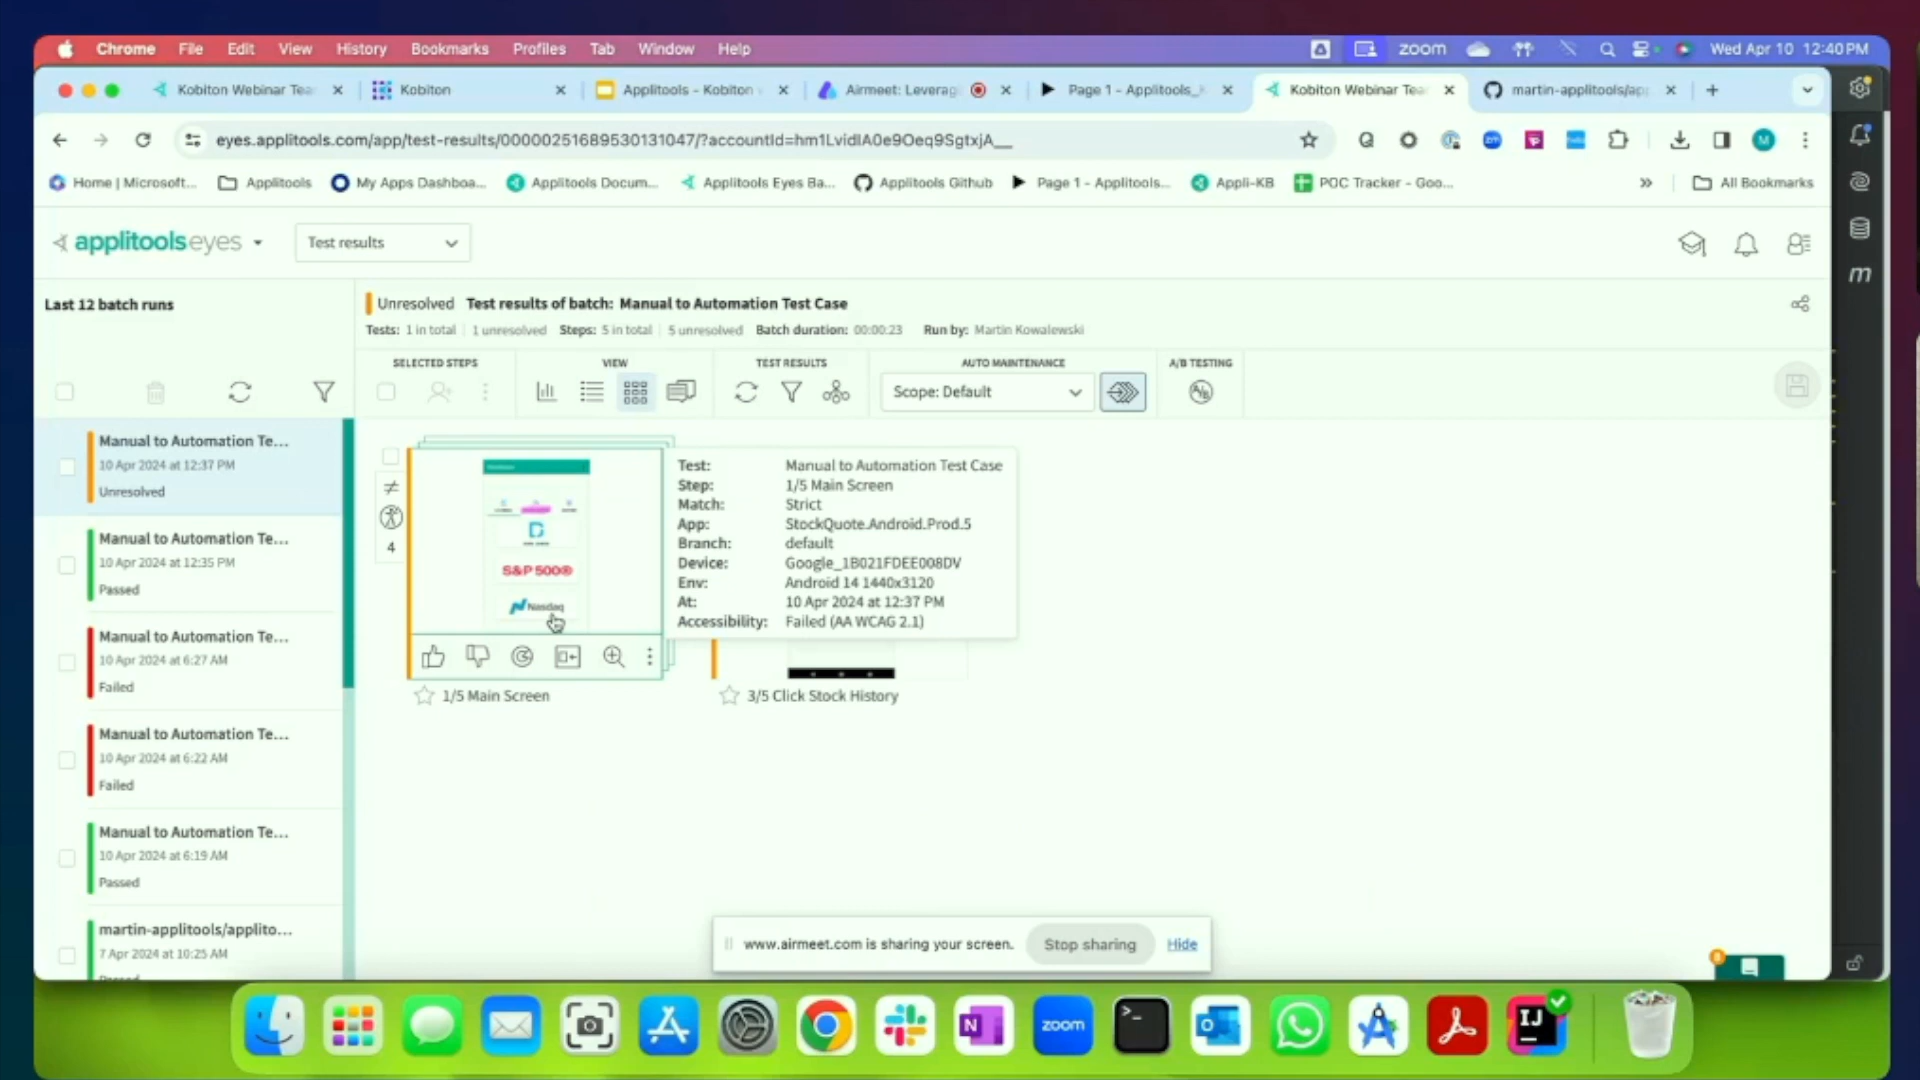 Chrome File Edit View History Bookmarks Profiles Tab Window Help zoom Wed Apr 10 12:40 PM
Kobiton Webinar Tea Kobiton Applitools - Kobiton Airmeet: Leverag Page 1 - Applitools_ Kobiton Webinar Tea martin-applitools/app
eyes.applitools.com/app/test-results/00000251689530131047/?accountId=hm1LvidIA0e9Oeq9SgtxjA__
Home | Microsoft... Applitools My Apps Dashboa... Applitools Docum... Applitools Eyes Ba... Applitools Github Page 1 - Applitools... Appli-KB POC Tracker - Goo... » All Bookmarks
applitools eyes Test results
Last 12 batch runs
Unresolved Test results of batch: Manual to Automation Test Case
Tests: 1 in total | 1 unresolved Steps: 5 in total | 5 unresolved Batch duration: 00:00:23 Run by: Martin Kowalewski
SELECTED STEPS VIEW TEST RESULTS AUTO MAINTENANCE A/B TESTING
Scope: Default
Manual to Automation Te...
10 Apr 2024 at 12:37 PM
Unresolved
Manual to Automation Te...
10 Apr 2024 at 12:35 PM
Passed
Manual to Automation Te...
10 Apr 2024 at 6:27 AM
Failed
Manual to Automation Te...
10 Apr 2024 at 6:22 AM
Failed
Manual to Automation Te...
10 Apr 2024 at 6:19 AM
Passed
martin-applitools/applito...
7 Apr 2024 at 10:25 AM
Passed
4
S&P 500®
Nasdaq
1/5 Main Screen
Test: Manual to Automation Test Case
Step: 1/5 Main Screen
Match: Strict
App: StockQuote.Android.Prod.5
Branch: default
Device: Google_1B021FDEE008DV
Env: Android 14 1440x3120
At: 10 Apr 2024 at 12:37 PM
Accessibility: Failed (AA WCAG 2.1)
3/5 Click Stock History
www.airmeet.com is sharing your screen. Stop sharing Hide
zoom
IJ